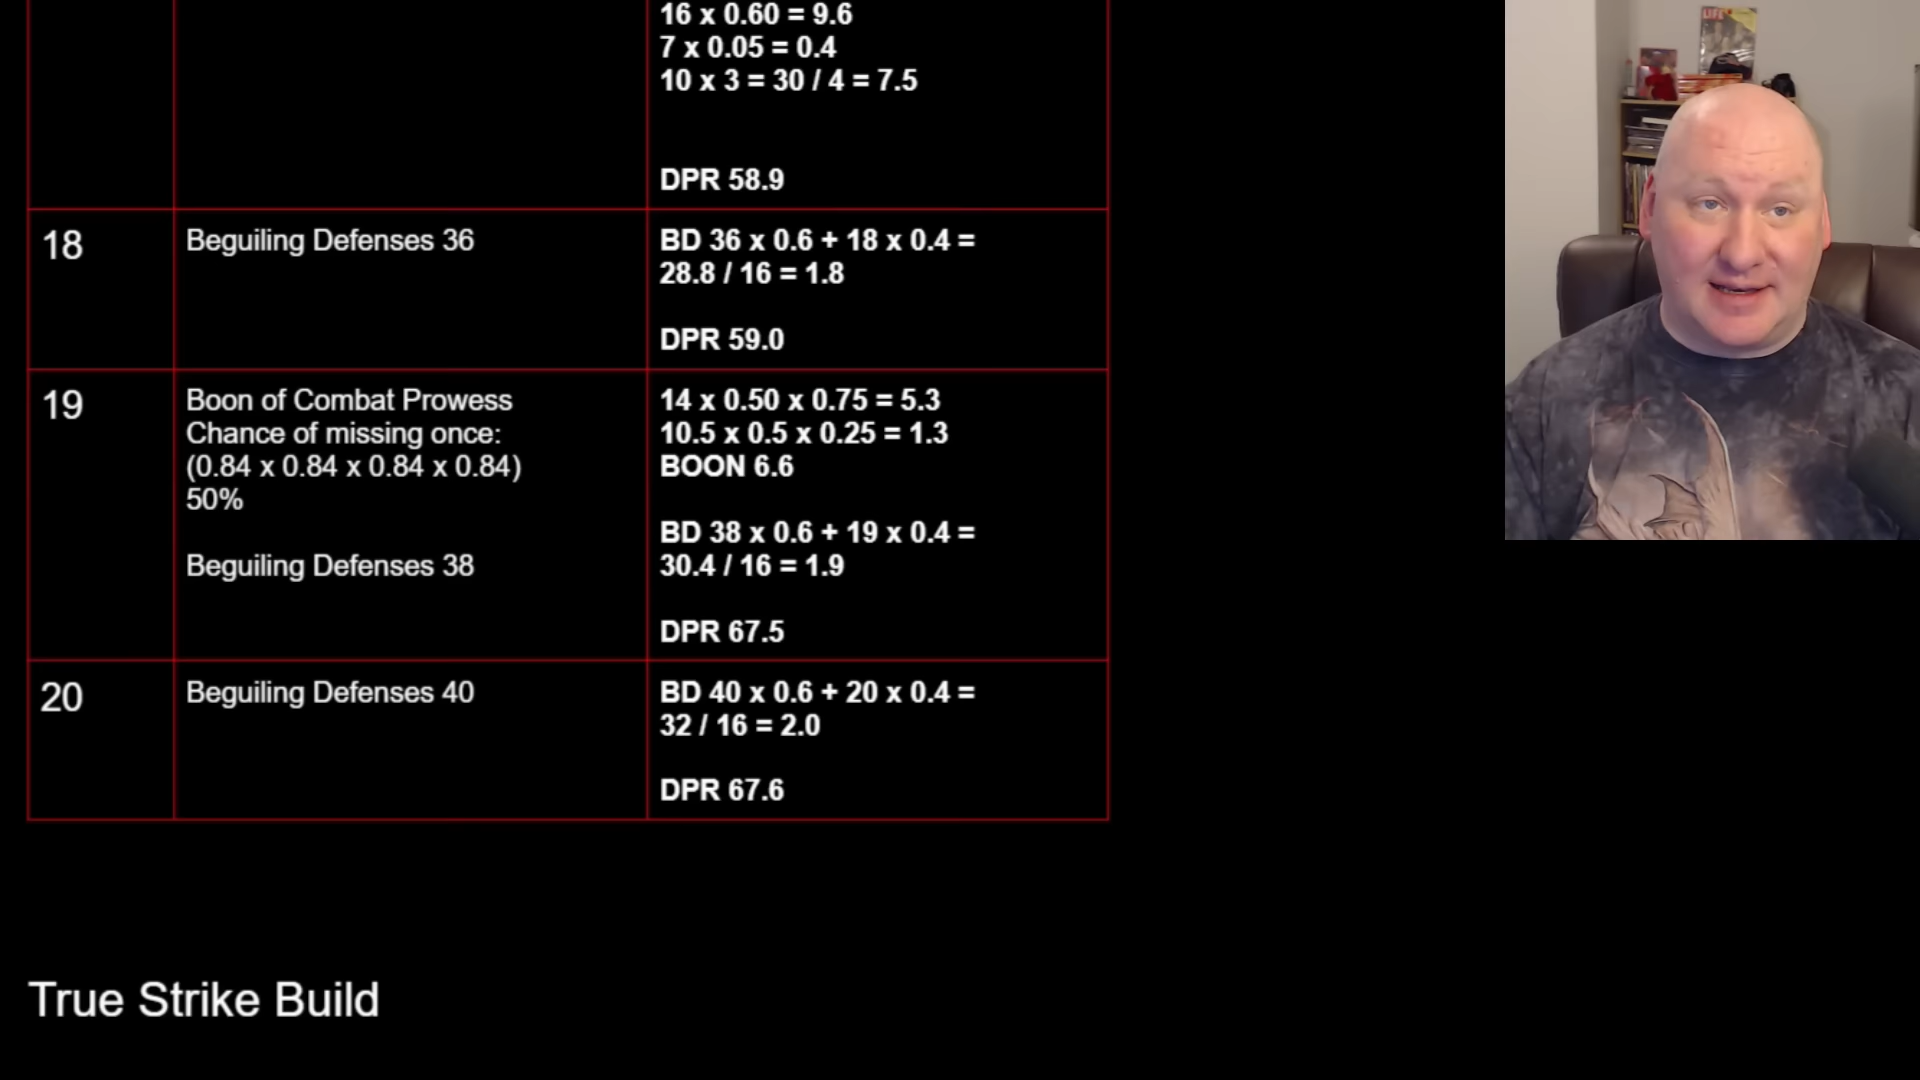 16 x 0.60 = 9.6
7 x 0.05 = 0.4
10 x 3 = 30 / 4 = 7.5
DPR 58.9
18
Beguiling Defenses 36
BD 36 x 0.6 + 18 x 0.4 =
28.8 / 16 = 1.8
DPR 59.0
19
Boon of Combat Prowess
Chance of missing once:
(0.84 x 0.84 x 0.84 x 0.84)
50%
Beguiling Defenses 38
14 x 0.50 x 0.75 = 5.3
10.5 x 0.5 x 0.25 = 1.3
BOON 6.6
BD 38 x 0.6 + 19 x 0.4 =
30.4 / 16 = 1.9
DPR 67.5
20
Beguiling Defenses 40
BD 40 x 0.6 + 20 x 0.4 =
32 / 16 = 2.0
DPR 67.6
True Strike Build
LIFE